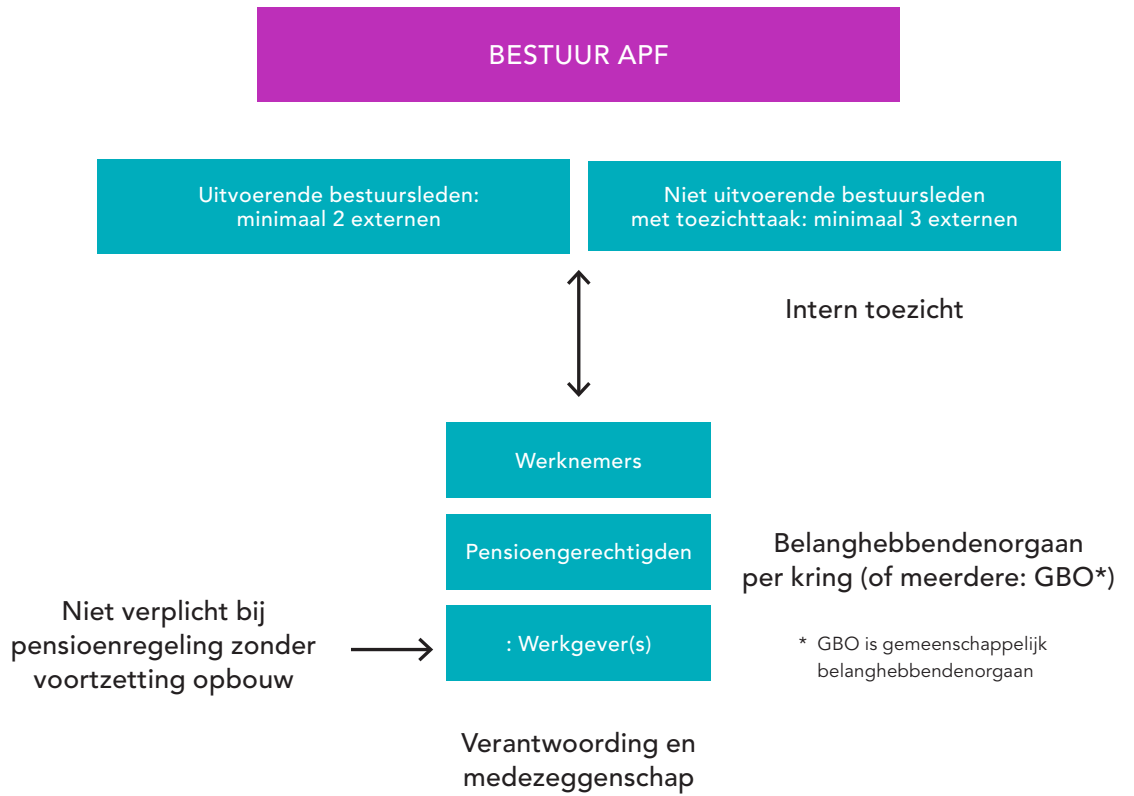 BESTUUR APF
Uitvoerende bestuursleden:
minimaal 2 externen
Niet uitvoerende bestuursleden
met toezichttaak: minimaal 3 externen
Intern toezicht
Werknemers
Pensioengerechtigden
Belanghebbendenorgaan
per kring (of meerdere: GBO*)
Niet verplicht bij
pensioenregeling zonder
voortzetting opbouw
: Werkgever(s)
* GBO is gemeenschappelijk
belanghebbendenorgaan
Verantwoording en
medezeggenschap